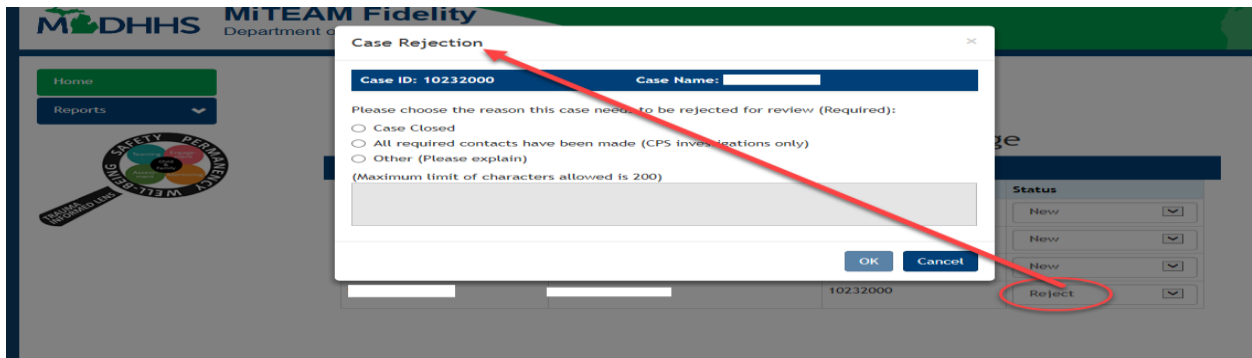 MDHHS
MiTEAM Fidelity
Department o
Case Rejection
×
Case ID: 10232000 Case Name:
Home
Reports
Please choose the reason this case needs to be rejected for review (Required):
Case Closed
All required contacts have been made (CPS investigations only)
Other (Please explain)
(Maximum limit of characters allowed is 200)
SAFETY PERMANENCY WELL-BEING
Child & Family
TRAUMA INFORMED LENS
ge
Status
New
New
New
OK Cancel
10232000 Reject